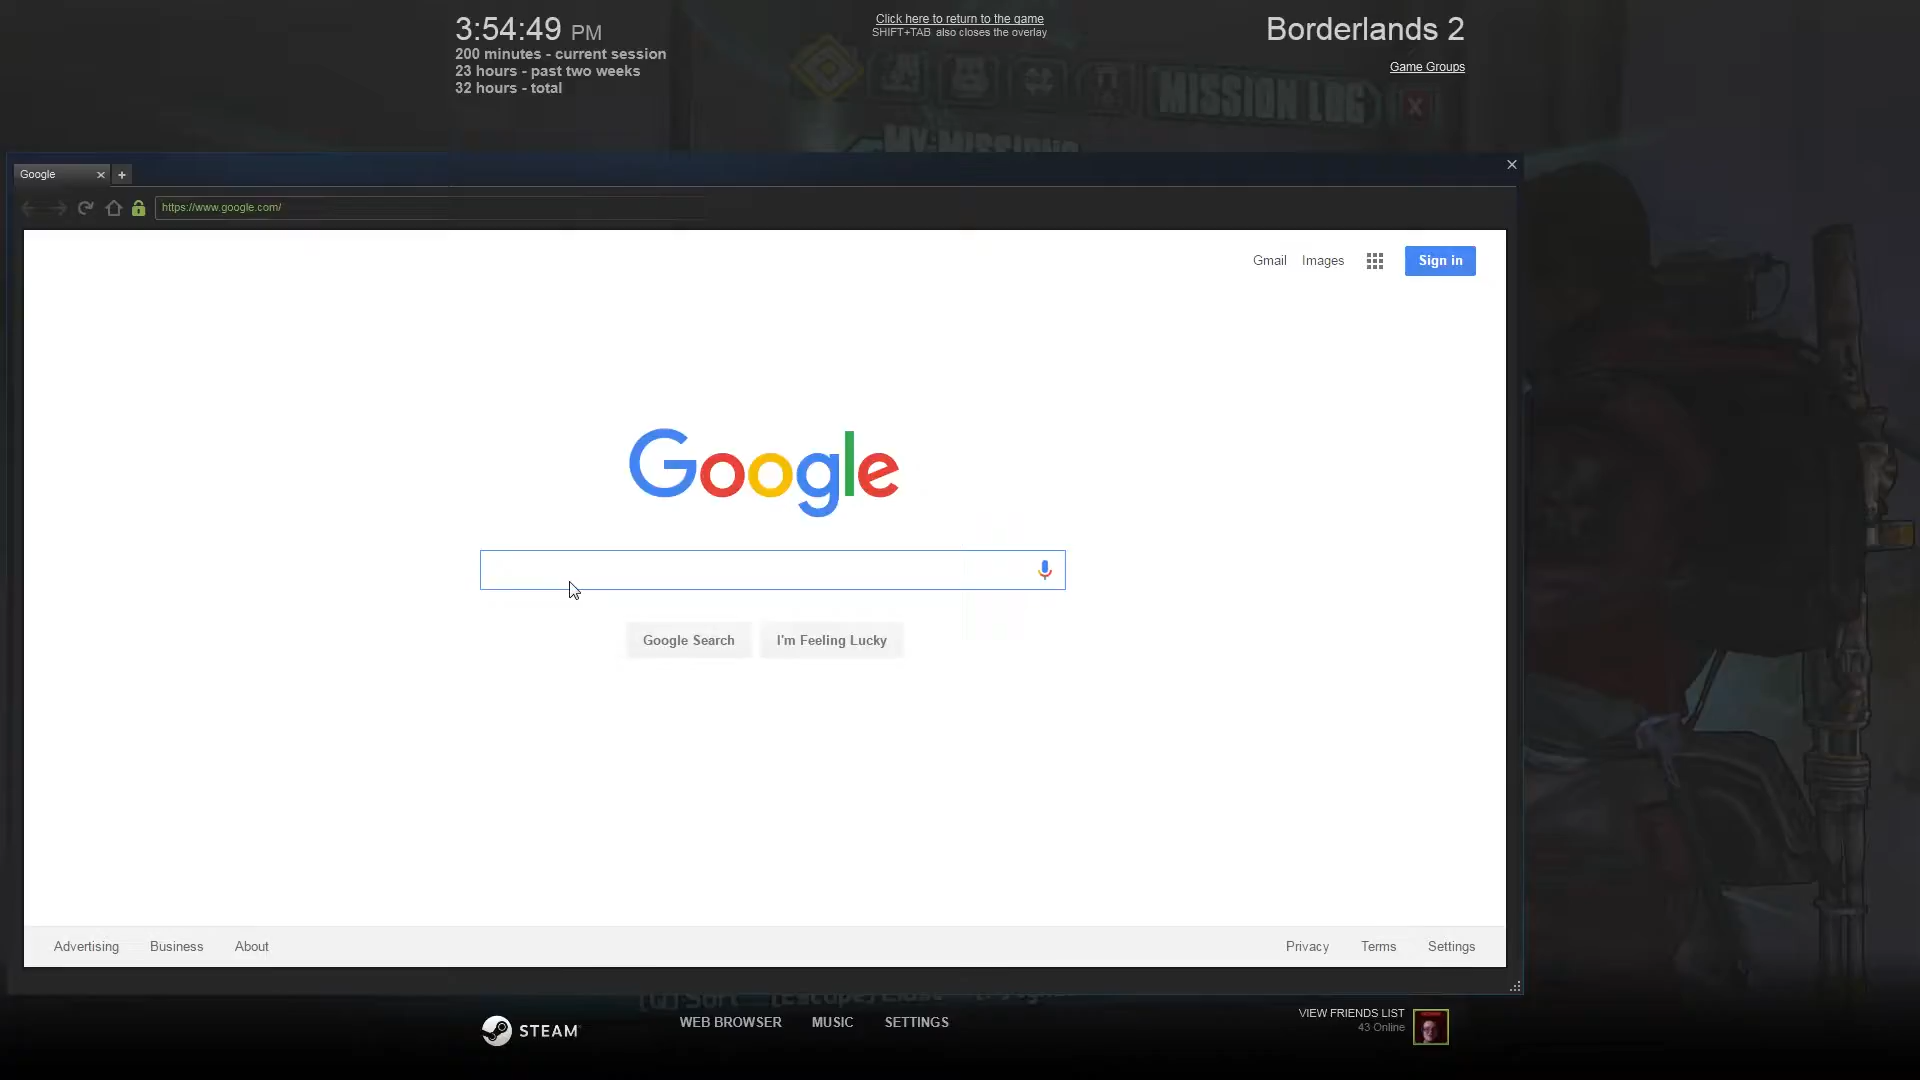 3:54:49 PM
200 minutes - current session
23 hours - past two weeks
32 hours - total
Click here to return to the game
SHIFT+TAB also closes the overlay
Borderlands 2
Game Groups
MISSION LOG
MY MISSIONS
Google
https://www.google.com/
Gmail Images Sign in
Google
Google Search I'm Feeling Lucky
Advertising Business About Privacy Terms Settings
STEAM
WEB BROWSER MUSIC SETTINGS
VIEW FRIENDS LIST
43 Online